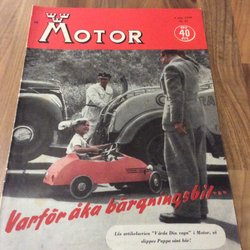 MOTOR
40
Varför åka bärgningsbil...
Läs artikelserien "Vårda Din vagn" i Motor, så
slipper Pappa sånt här!